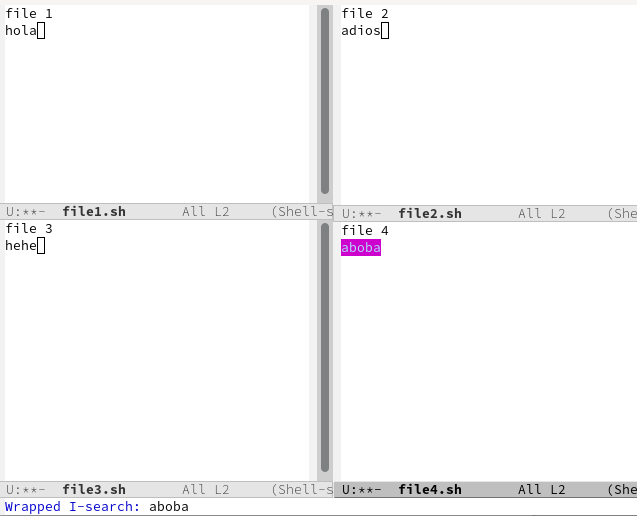 file 1
hola
U:**-  file1.sh       All L2     (Shell-s
file 2
adios
U:**-  file2.sh       All L2     (She
file 3
hehe
U:**-  file3.sh       All L2     (Shell-s
file 4
aboba
U:**-  file4.sh       All L2     (She
Wrapped I-search: aboba